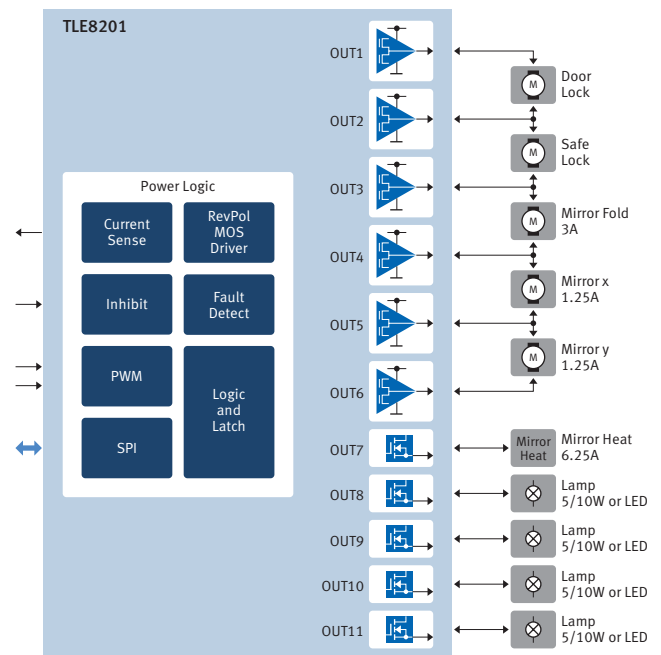 TLE8201
OUT1
M
Door
Lock
OUT2
M
Safe
Lock
Power Logic
OUT3
Current
Sense
RevPol
MOS
Driver
M
Mirror Fold
3A
OUT4
Inhibit
Fault
Detect
M
Mirror x
1.25A
OUT5
PWM
Logic
and
Latch
M
Mirror y
1.25A
OUT6
SPI
OUT7
Mirror
Heat
Mirror Heat
6.25A
OUT8
Lamp
5/10W or LED
OUT9
Lamp
5/10W or LED
OUT10
Lamp
5/10W or LED
OUT11
Lamp
5/10W or LED